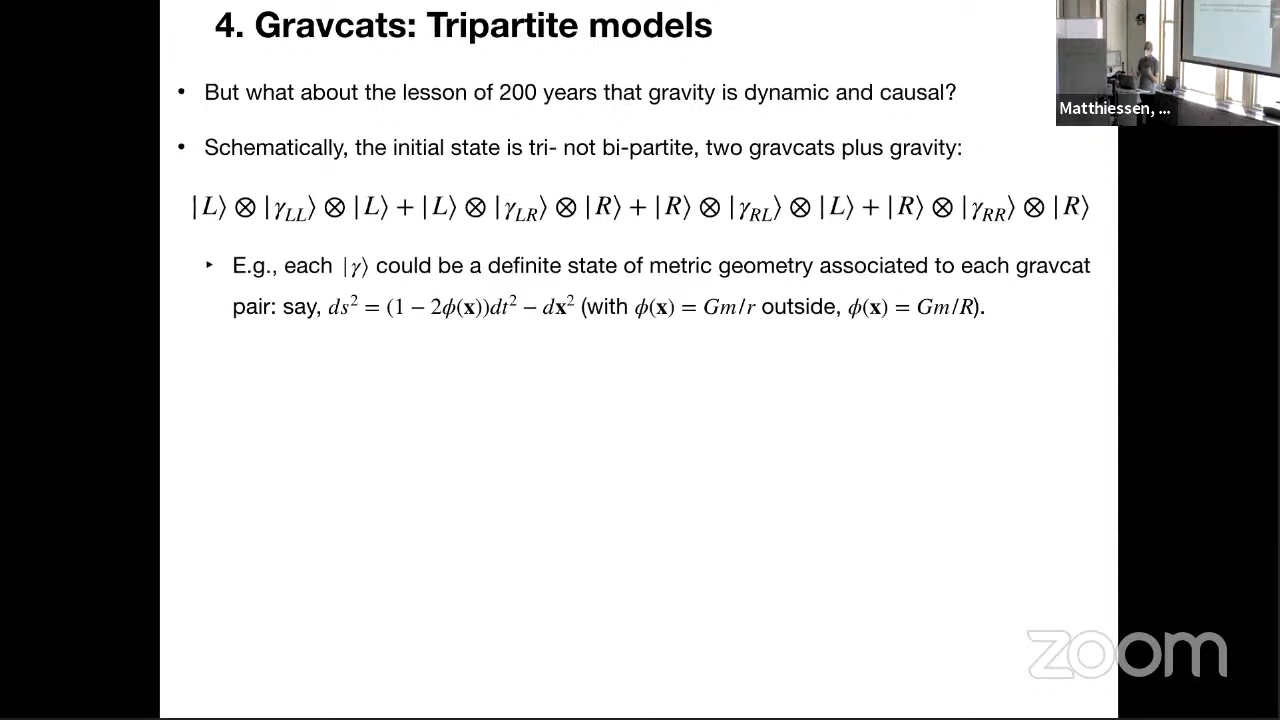 4. Gravcats: Tripartite models
• But what about the lesson of 200 years that gravity is dynamic and causal?
• Schematically, the initial state is tri- not bi-partite, two gravcats plus gravity:
|L⟩ ⊗ |γ_LL⟩ ⊗ |L⟩ + |L⟩ ⊗ |γ_LR⟩ ⊗ |R⟩ + |R⟩ ⊗ |γ_RL⟩ ⊗ |L⟩ + |R⟩ ⊗ |γ_RR⟩ ⊗ |R⟩
‣ E.g., each |γ⟩ could be a definite state of metric geometry associated to each gravcat
pair: say, ds² = (1 − 2ϕ(x))dt² − dx² (with ϕ(x) = Gm/r outside, ϕ(x) = Gm/R).
Matthiessen, ...
zoom